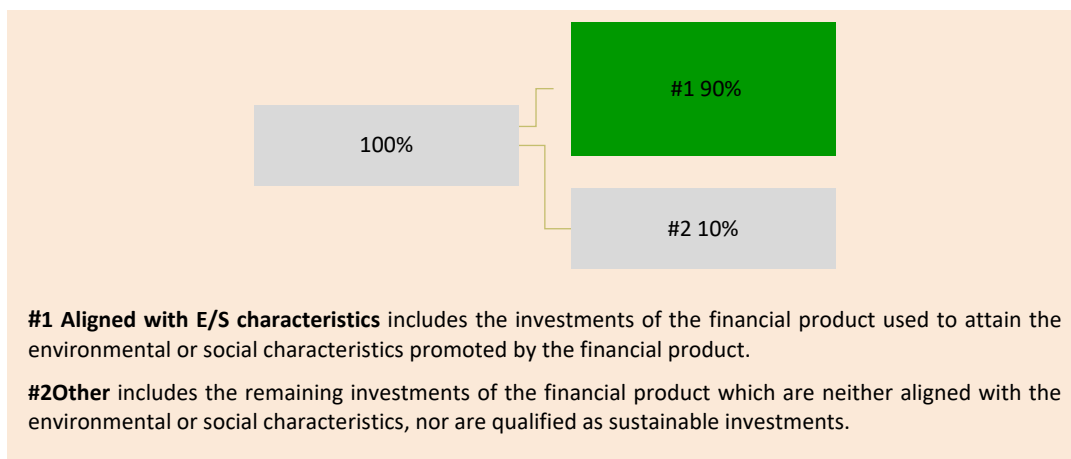 #1 90%
100%
#2 10%
#1 Aligned with E/S characteristics includes the investments of the financial product used to attain the
environmental or social characteristics promoted by the financial product.
#2Other includes the remaining investments of the financial product which are neither aligned with the
environmental or social characteristics, nor are qualified as sustainable investments.